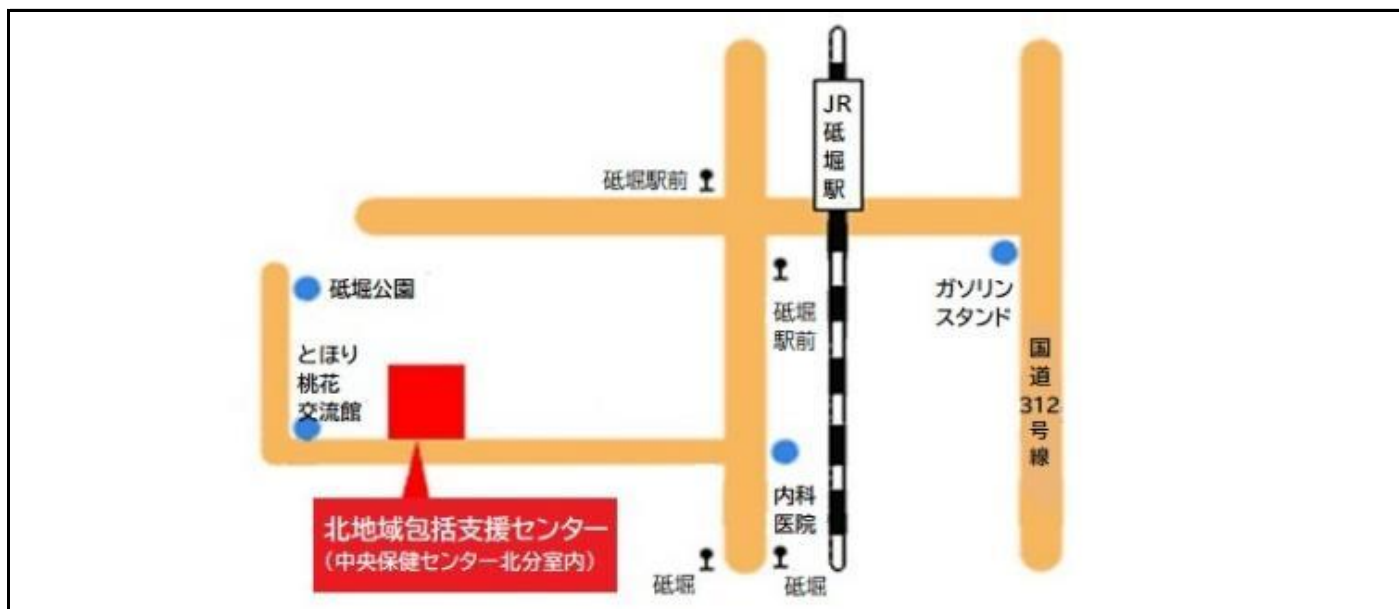 JR
砥
堀
駅
砥堀駅前
砥堀公園
砥堀
駅前
ガソリン
スタンド
とほり
桃花
交流館
国
道
312
号
線
内科
医院
北地域包括支援センター
（中央保健センター北分室内）
砥堀
砥堀